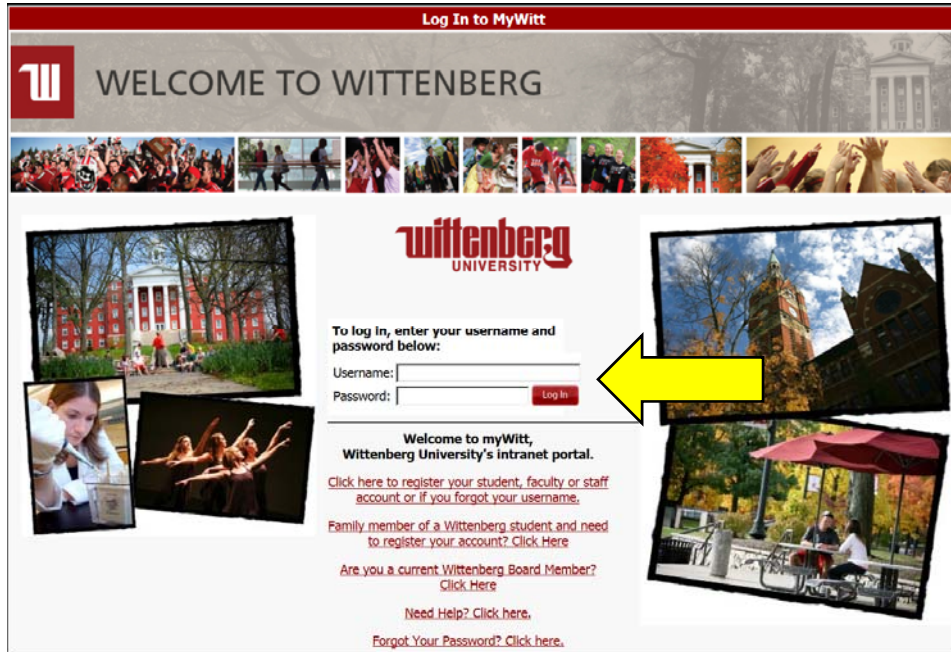 Log In to MyWitt
WELCOME TO WITTENBERG
wittenberg
UNIVERSITY
To log in, enter your username and
password below:
Username:
Password: Log In
Welcome to myWitt,
Wittenberg University's intranet portal.
Click here to register your student, faculty or staff
account or if you forgot your username.
Family member of a Wittenberg student and need
to register your account? Click Here
Are you a current Wittenberg Board Member?
Click Here
Need Help? Click here.
Forgot Your Password? Click here.